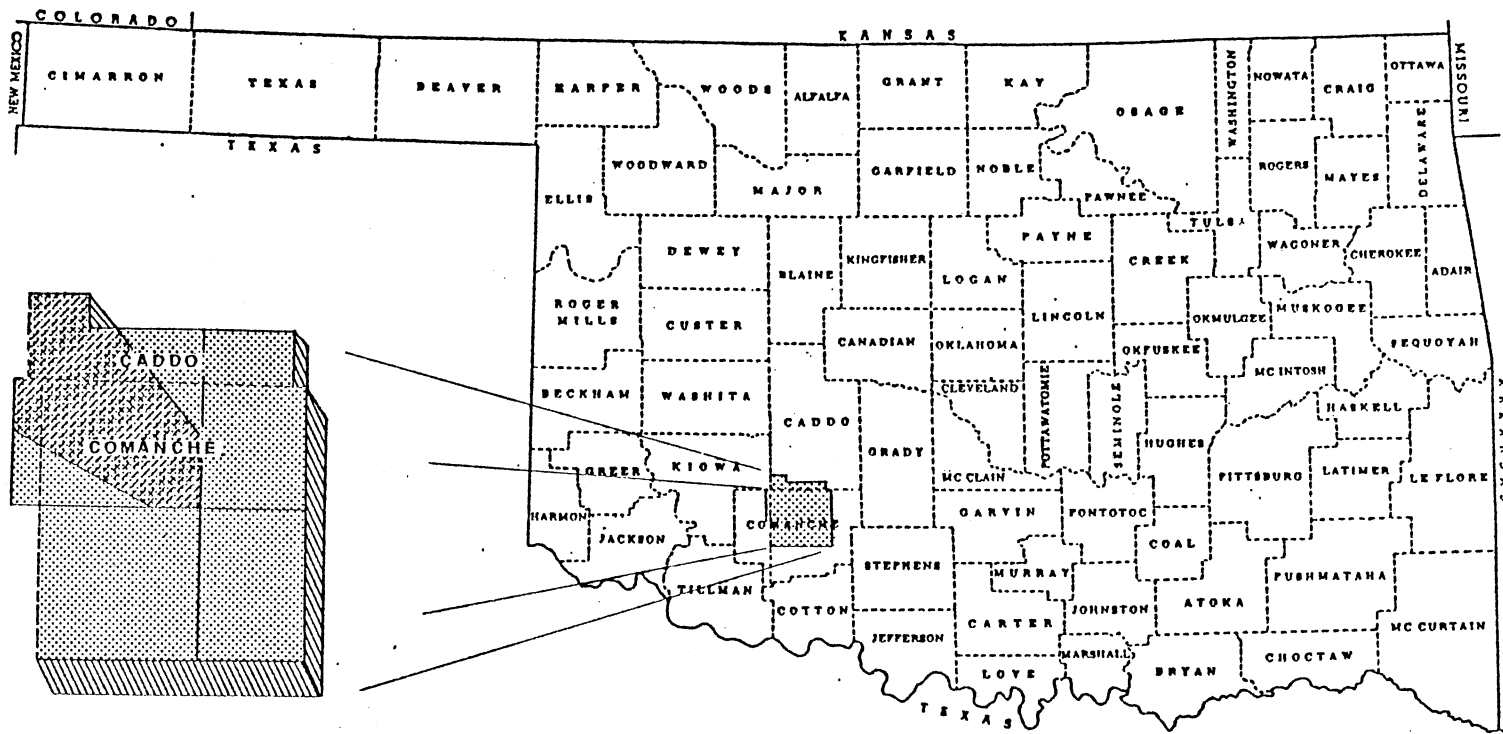 COLORADO
KANSAS
NEW MEXICO
MISSOURI
CIMARRON
TEXAS
BEAVER
HARPER
WOODS
ALFALFA
GRANT
KAY
OSAGE
WASHINGTON
NOWATA
CRAIG
OTTAWA
TEXAS
WOODWARD
MAJOR
GARFIELD
NOBLE
PAWNEE
ROGERS
MAYES
DELAWARE
ELLIS
DEWEY
BLAINE
KINGFISHER
LOGAN
PAYNE
CREEK
TULSA
WAGONER
CHEROKEE
ADAIR
ROGER
MILLS
CUSTER
CANADIAN
OKLAHOMA
LINCOLN
OKMULGEE
MUSKOGEE
OKFUSKEE
SEQUOYAH
MC INTOSH
CADDO
BECKHAM
WASHITA
CADDO
CLEVELAND
POTTAWATOMIE
SEMINOLE
HUGHES
HASKELL
COMANCHE
GREER
KIOWA
GRADY
MC CLAIN
PITTSBURG
LATIMER
LE FLORE
HARMON
JACKSON
COMANCHE
GARVIN
PONTOTOC
COAL
TILLMAN
COTTON
STEPHENS
MURRAY
JOHNSTON
ATOKA
PUSHMATAHA
JEFFERSON
CARTER
MARSHALL
BRYAN
CHOCTAW
MC CURTAIN
LOVE
TEXAS